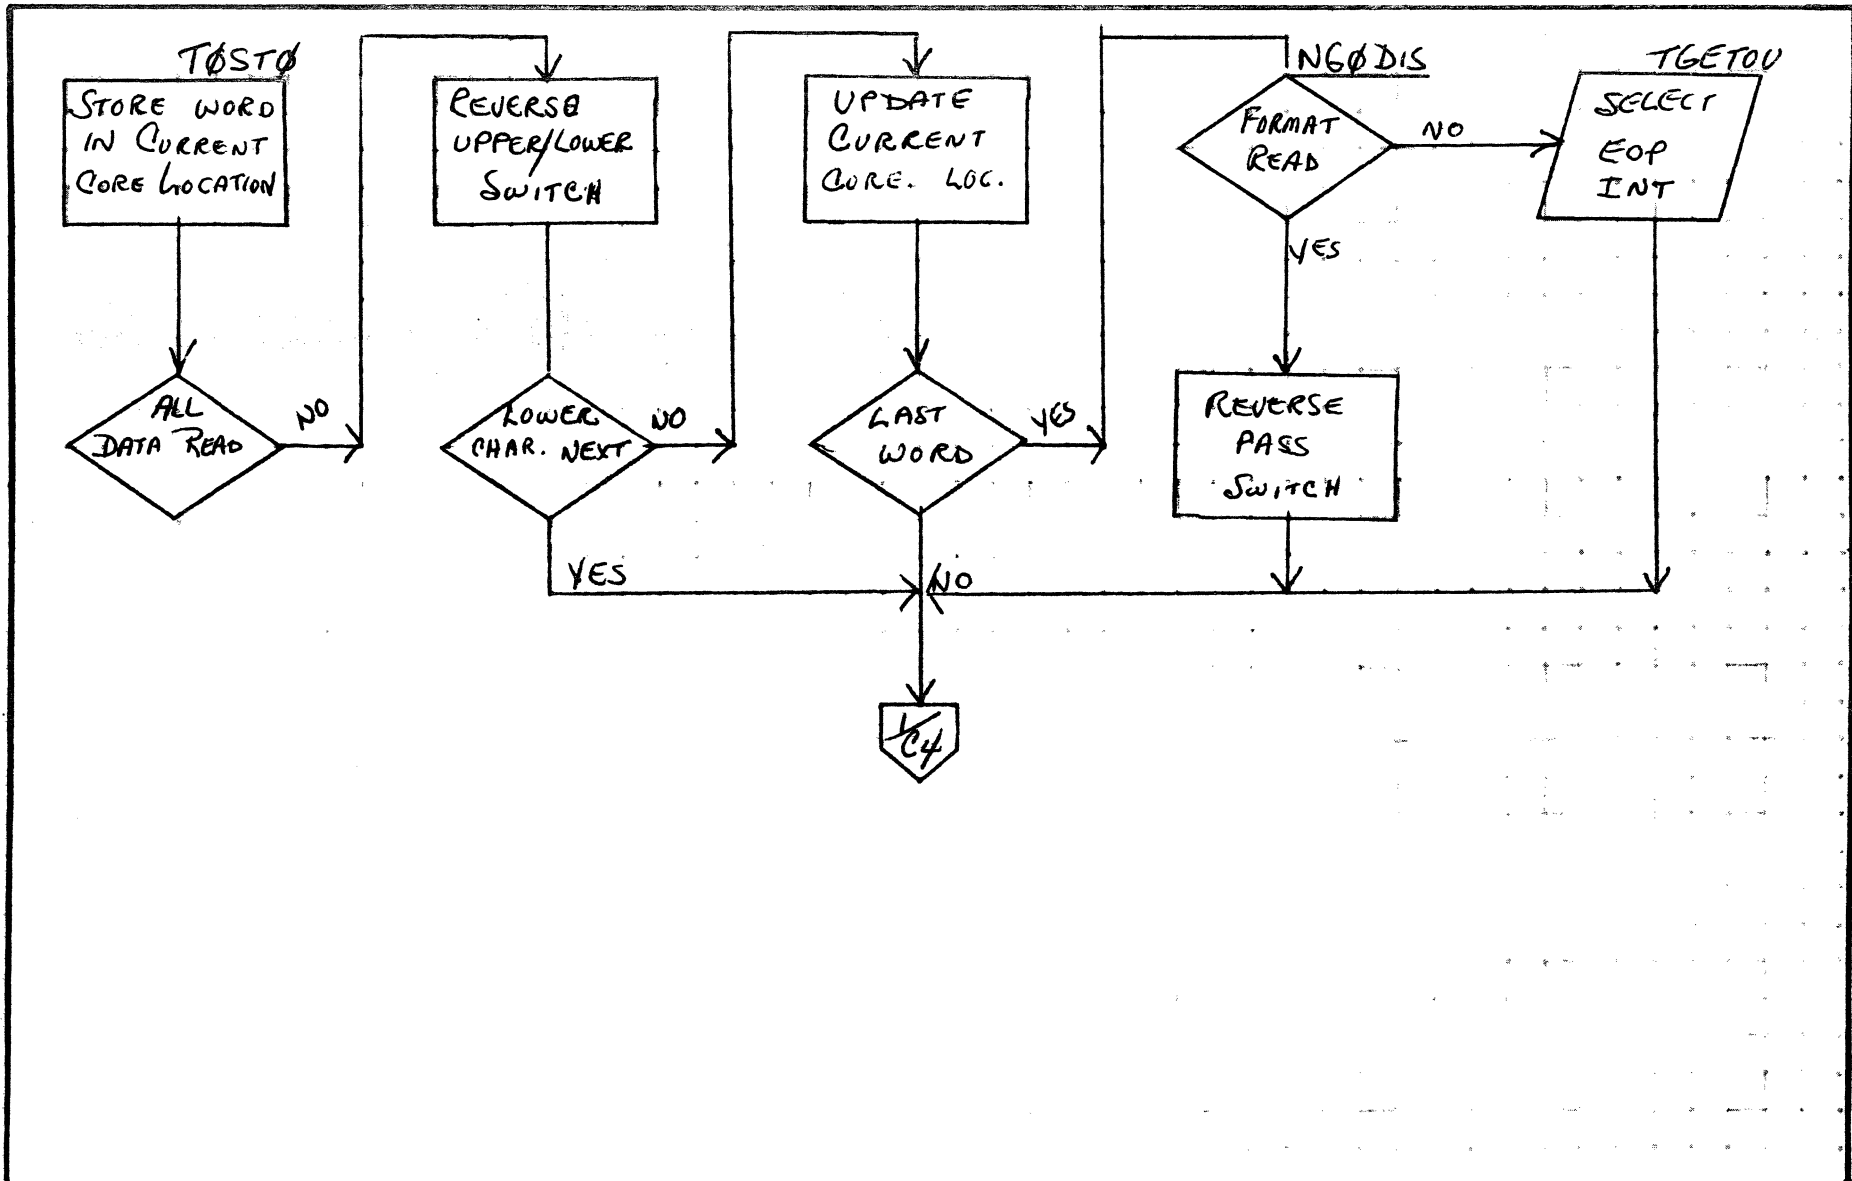 TØSTØ
STORE WORD
IN CURRENT
CORE LOCATION
ALL
DATA READ
NO
REVERSE
UPPER/LOWER
SWITCH
LOWER
CHAR. NEXT
NO
YES
UPDATE
CURRENT
CORE. LOC.
LAST
WORD
YES
NO
NGØDIS
FORMAT
READ
NO
YES
REVERSE
PASS
SWITCH
TGETOU
SELECT
EOP
INT
1/C4